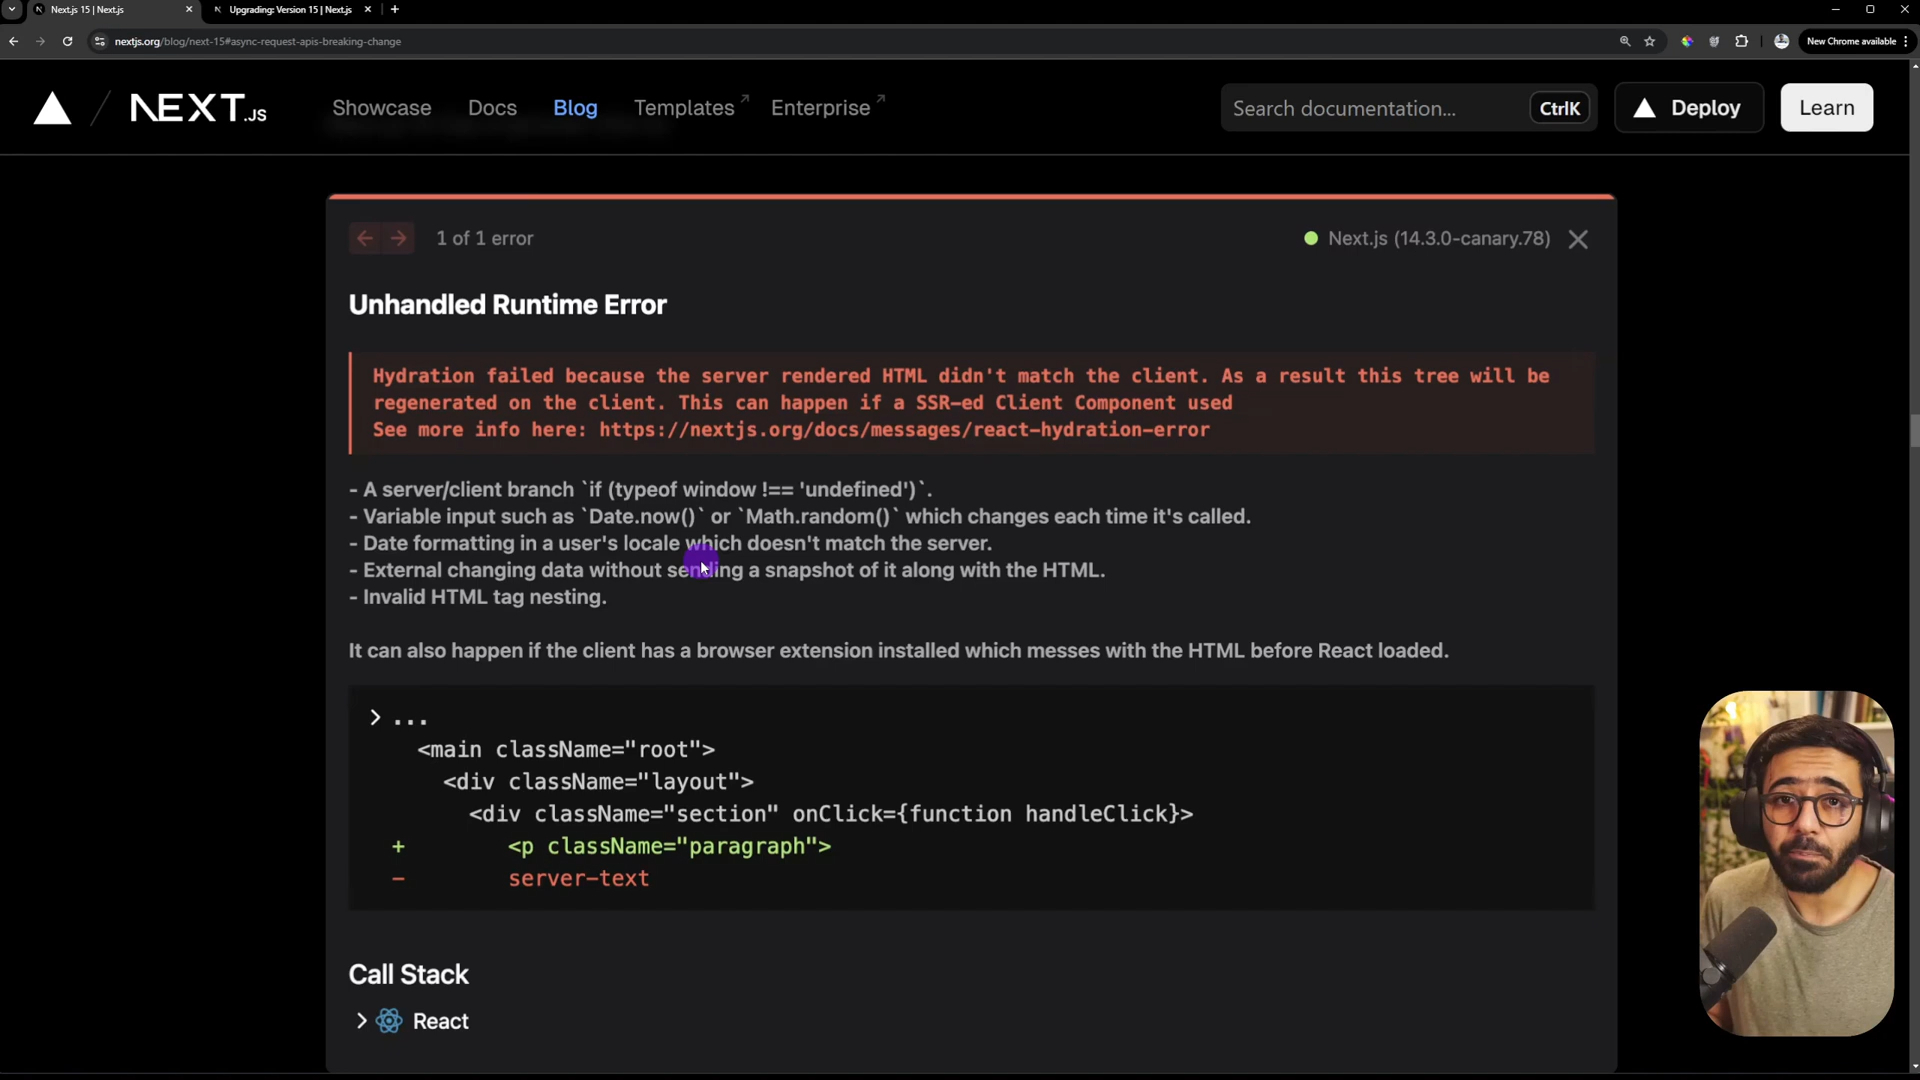 Next.js 15 | Next.js
Upgrading: Version 15 | Next.js
nextjs.org/blog/next-15#async-request-apis-breaking-change
New Chrome available
NEXT.JS
Showcase
Docs
Blog
Templates
Enterprise
Search documentation...
CtrlK
Deploy
Learn
1 of 1 error
Next.js (14.3.0-canary.78)
Unhandled Runtime Error
Hydration failed because the server rendered HTML didn't match the client. As a result this tree will be
regenerated on the client. This can happen if a SSR-ed Client Component used
See more info here: https://nextjs.org/docs/messages/react-hydration-error
- A server/client branch `if (typeof window !== 'undefined')`.
- Variable input such as `Date.now()` or `Math.random()` which changes each time it's called.
- Date formatting in a user's locale which doesn't match the server.
- External changing data without sending a snapshot of it along with the HTML.
- Invalid HTML tag nesting.
It can also happen if the client has a browser extension installed which messes with the HTML before React loaded.
...
<main className="root">
<div className="layout">
<div className="section" onClick={function handleClick}>
+ <p className="paragraph">
- server-text
Call Stack
React